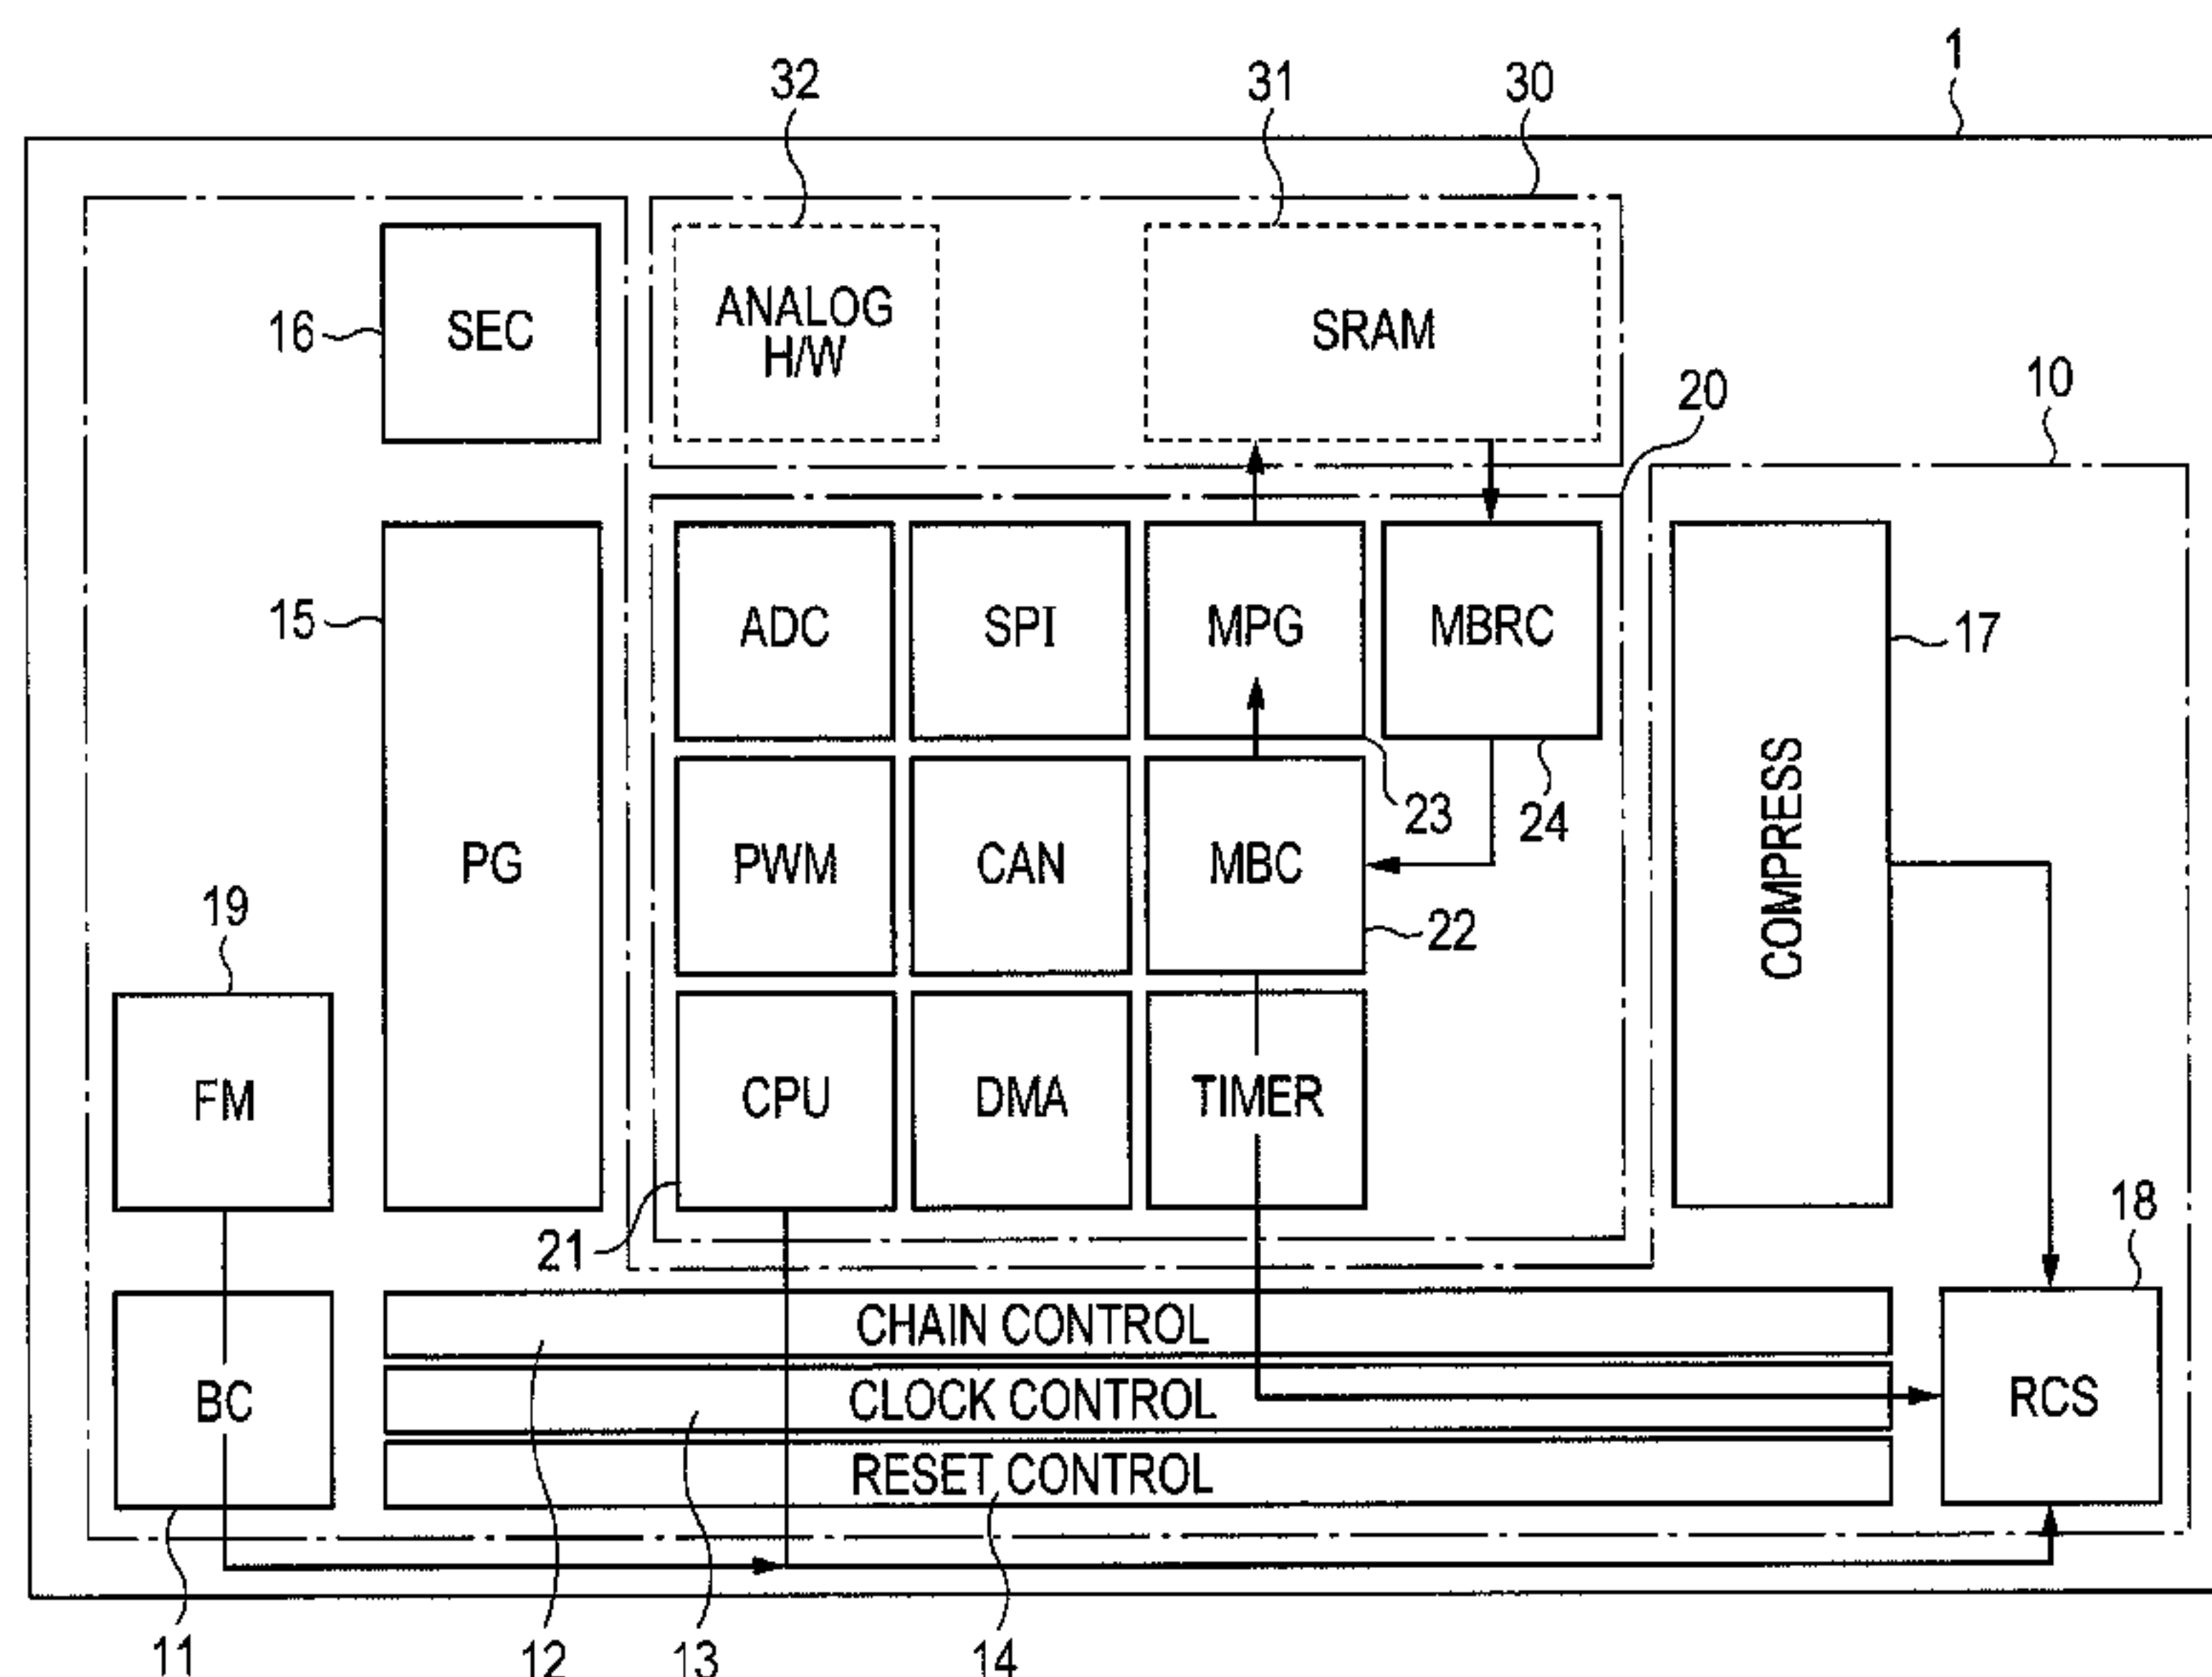 1
32
31
30
16
SEC
ANALOG
H/W
SRAM
20
10
15
ADC
SPI
MPG
MBRC
17
23
24
PG
PWM
CAN
MBC
COMPRESS
19
22
FM
CPU
DMA
TIMER
21
18
CHAIN CONTROL
BC
CLOCK CONTROL
RCS
RESET CONTROL
11
12
13
14